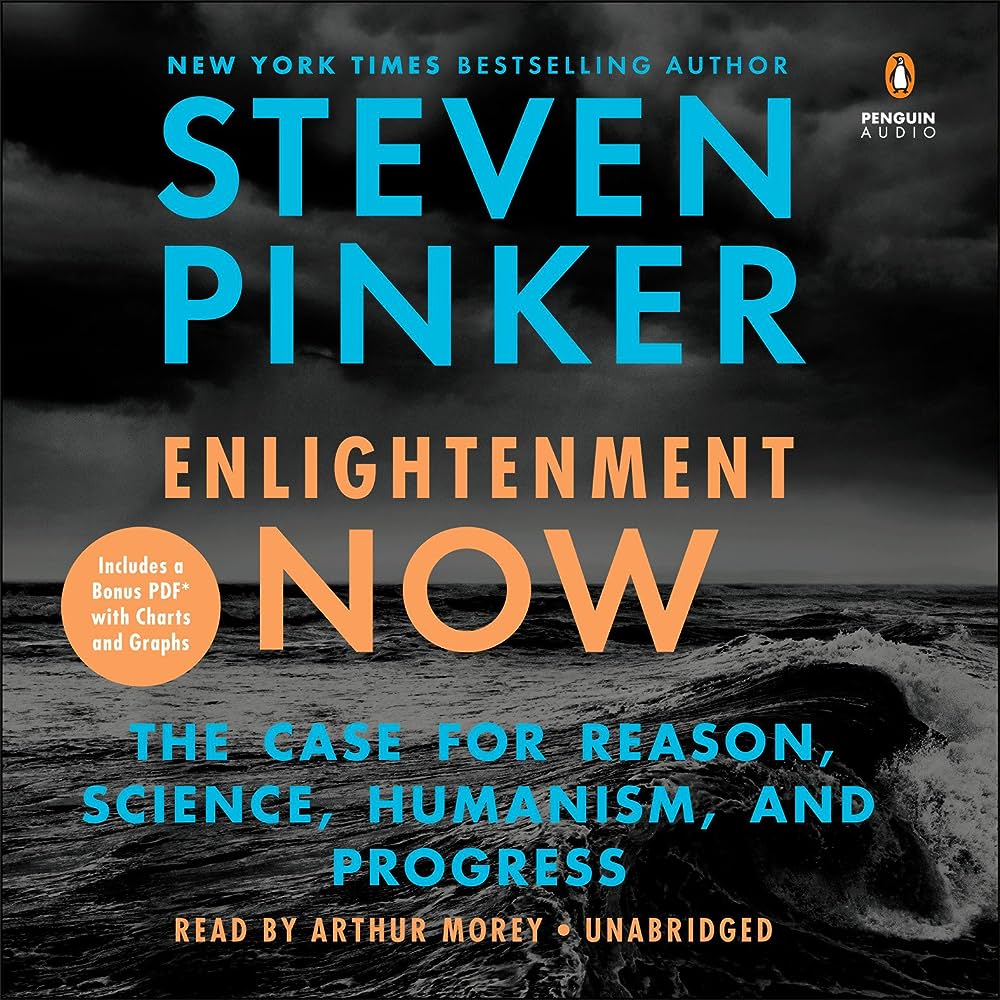 NEW YORK TIMES BESTSELLING AUTHOR
STEVEN
PINKER
PENGUIN
AUDIO
ENLIGHTENMENT
NOW
Includes a
Bonus PDF*
with Charts
and Graphs
THE CASE FOR REASON,
SCIENCE, HUMANISM, AND
PROGRESS
READ BY ARTHUR MOREY • UNABRIDGED